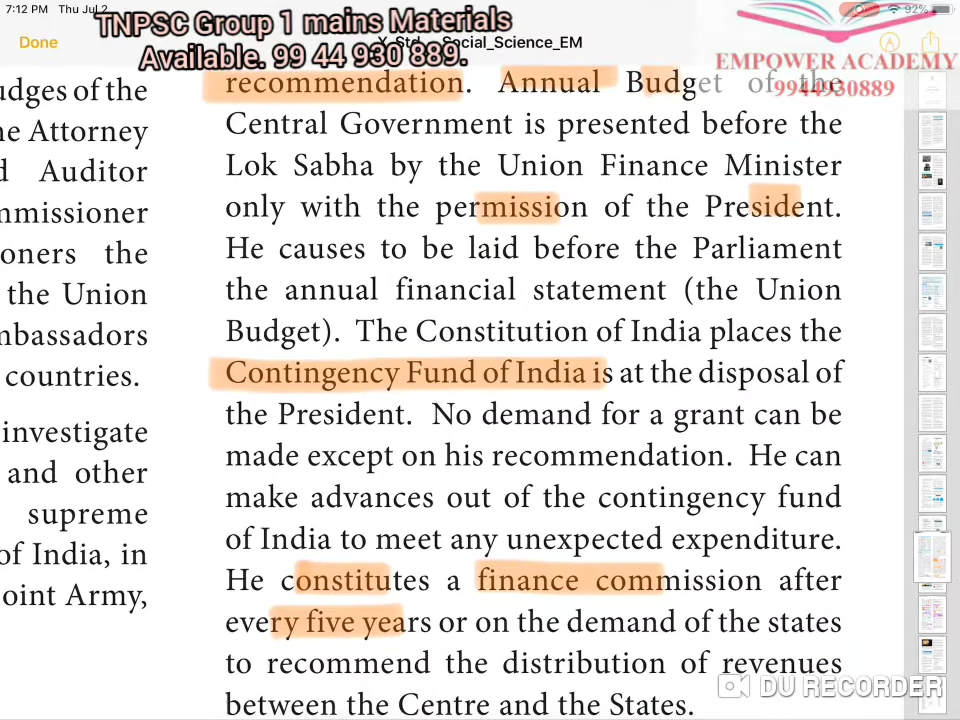 7:12 PM Thu Jul 2
92%
TNPSC Group 1 mains Materials
Available. 99 44 930 889.
Done
X_Std
Social_Science_EM
EMPOWER ACADEMY
9944930889
udges of the
he Attorney
d Auditor
mmissioner
oners the
the Union
mbassadors
countries.
investigate
and other
supreme
of India, in
oint Army,
recommendation. Annual Budget of the
Central Government is presented before the
Lok Sabha by the Union Finance Minister
only with the permission of the President.
He causes to be laid before the Parliament
the annual financial statement (the Union
Budget). The Constitution of India places the
Contingency Fund of India is at the disposal of
the President. No demand for a grant can be
made except on his recommendation. He can
make advances out of the contingency fund
of India to meet any unexpected expenditure.
He constitutes a finance commission after
every five years or on the demand of the states
to recommend the distribution of revenues
between the Centre and the States.
DU RECORDER